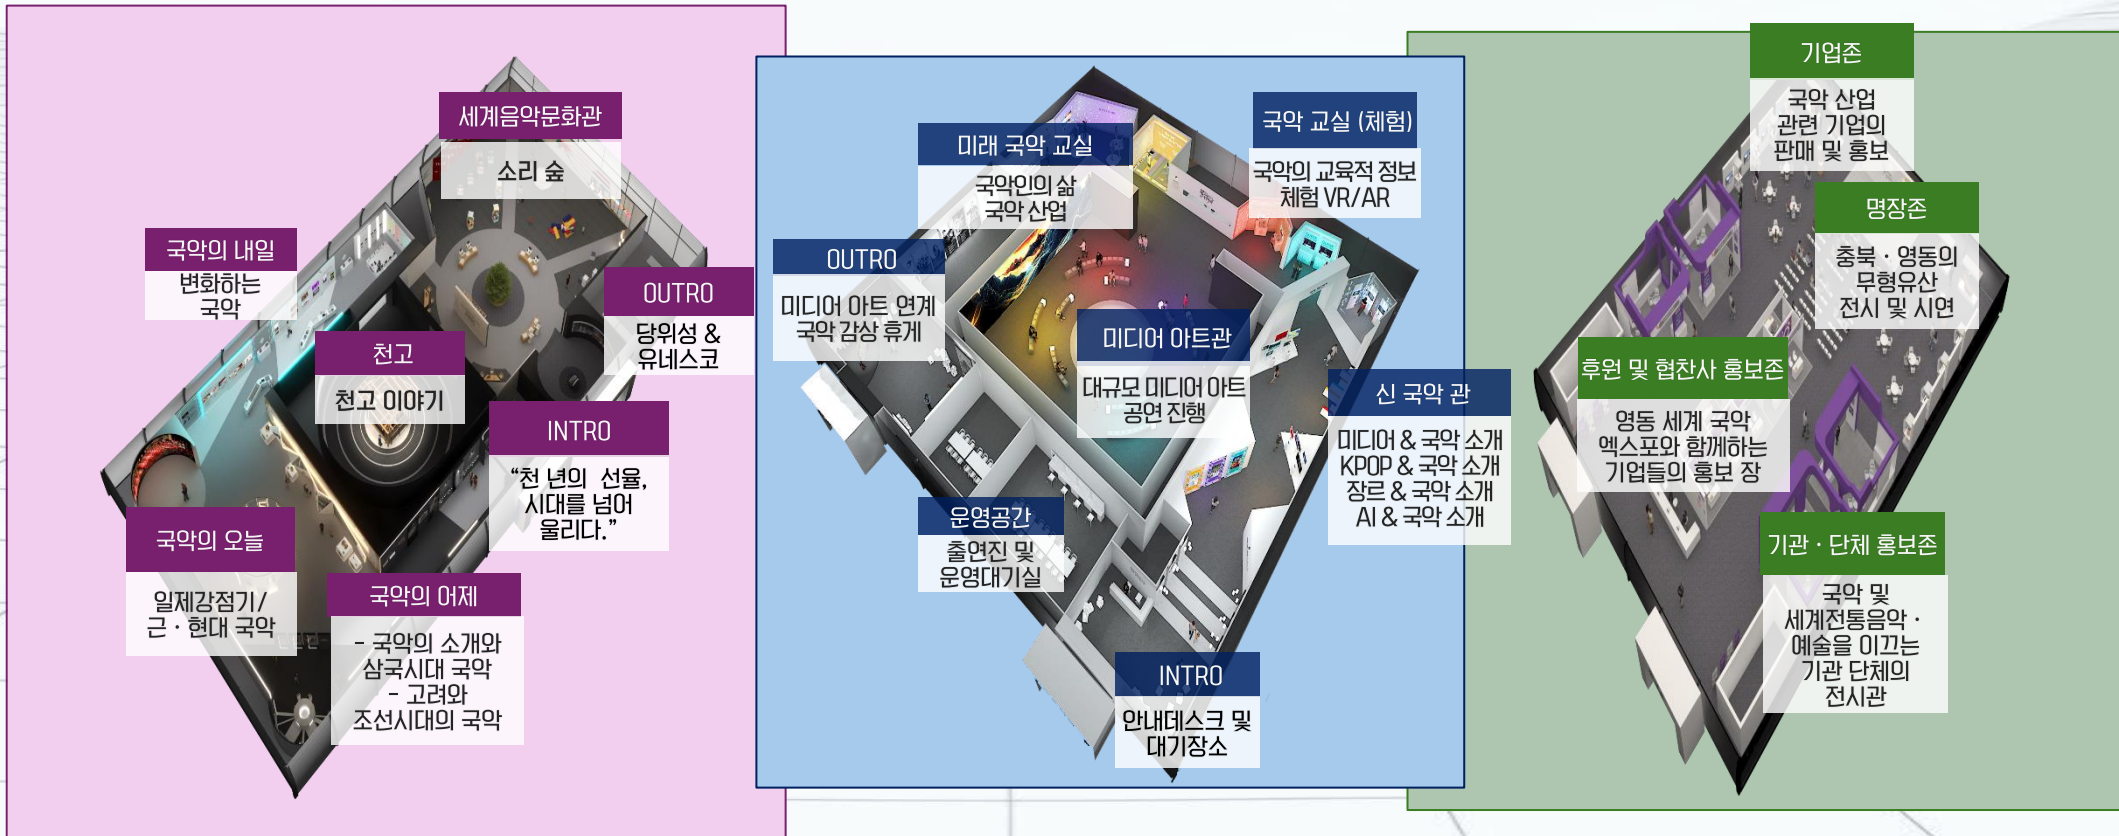 세계음악문화관
소리 숲
국악의 내일
변화하는
국악
OUTRO
당위성 &
유네스코
천고
천고 이야기
INTRO
“천 년의 선율,
시대를 넘어
울리다.”
국악의 오늘
일제강점기/
근 · 현대 국악
국악의 어제
- 국악의 소개와
삼국시대 국악
- 고려와
조선시대의 국악
미래 국악 교실
국악인의 삶
국악 산업
국악 교실 (체험)
국악의 교육적 정보
체험 VR/AR
OUTRO
미디어 아트 연계
국악 감상 휴게
미디어 아트관
대규모 미디어 아트
공연 진행
신 국악 관
미디어 & 국악 소개
KPOP & 국악 소개
장르 & 국악 소개
AI & 국악 소개
운영공간
출연진 및
운영대기실
INTRO
안내데스크 및
대기장소
기업존
국악 산업
관련 기업의
판매 및 홍보
명장존
충북 · 영동의
무형유산
전시 및 시연
후원 및 협찬사 홍보존
영동 세계 국악
엑스포와 함께하는
기업들의 홍보 장
기관 · 단체 홍보존
국악 및
세계전통음악 ·
예술을 이끄는
기관 단체의
전시관